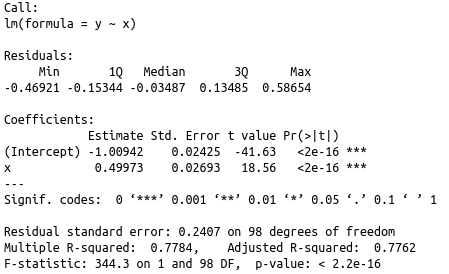 Call:
lm(formula = y ~ x)

Residuals:
     Min       1Q   Median       3Q      Max
-0.46921 -0.15344 -0.03487  0.13485  0.58654

Coefficients:
            Estimate Std. Error t value Pr(>|t|)
(Intercept) -1.00942    0.02425  -41.63   <2e-16 ***
x            0.49973    0.02693   18.56   <2e-16 ***
---
Signif. codes:  0 ‘***’ 0.001 ‘**’ 0.01 ‘*’ 0.05 ‘.’ 0.1 ‘ ’ 1

Residual standard error: 0.2407 on 98 degrees of freedom
Multiple R-squared:  0.7784,    Adjusted R-squared:  0.7762
F-statistic: 344.3 on 1 and 98 DF,  p-value: < 2.2e-16